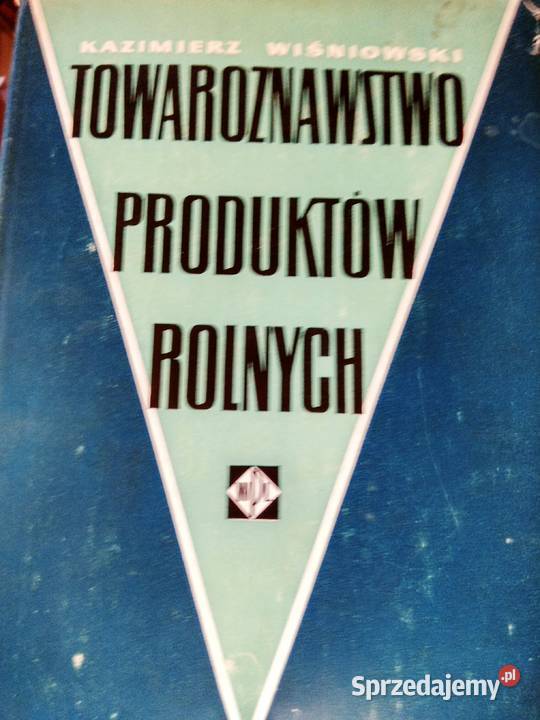 KAZIMIERZ WIŚNIOWSKI
TOWAROZNAWSTWO
PRODUKTÓW
ROLNYCH
Sprzedajemy.pl